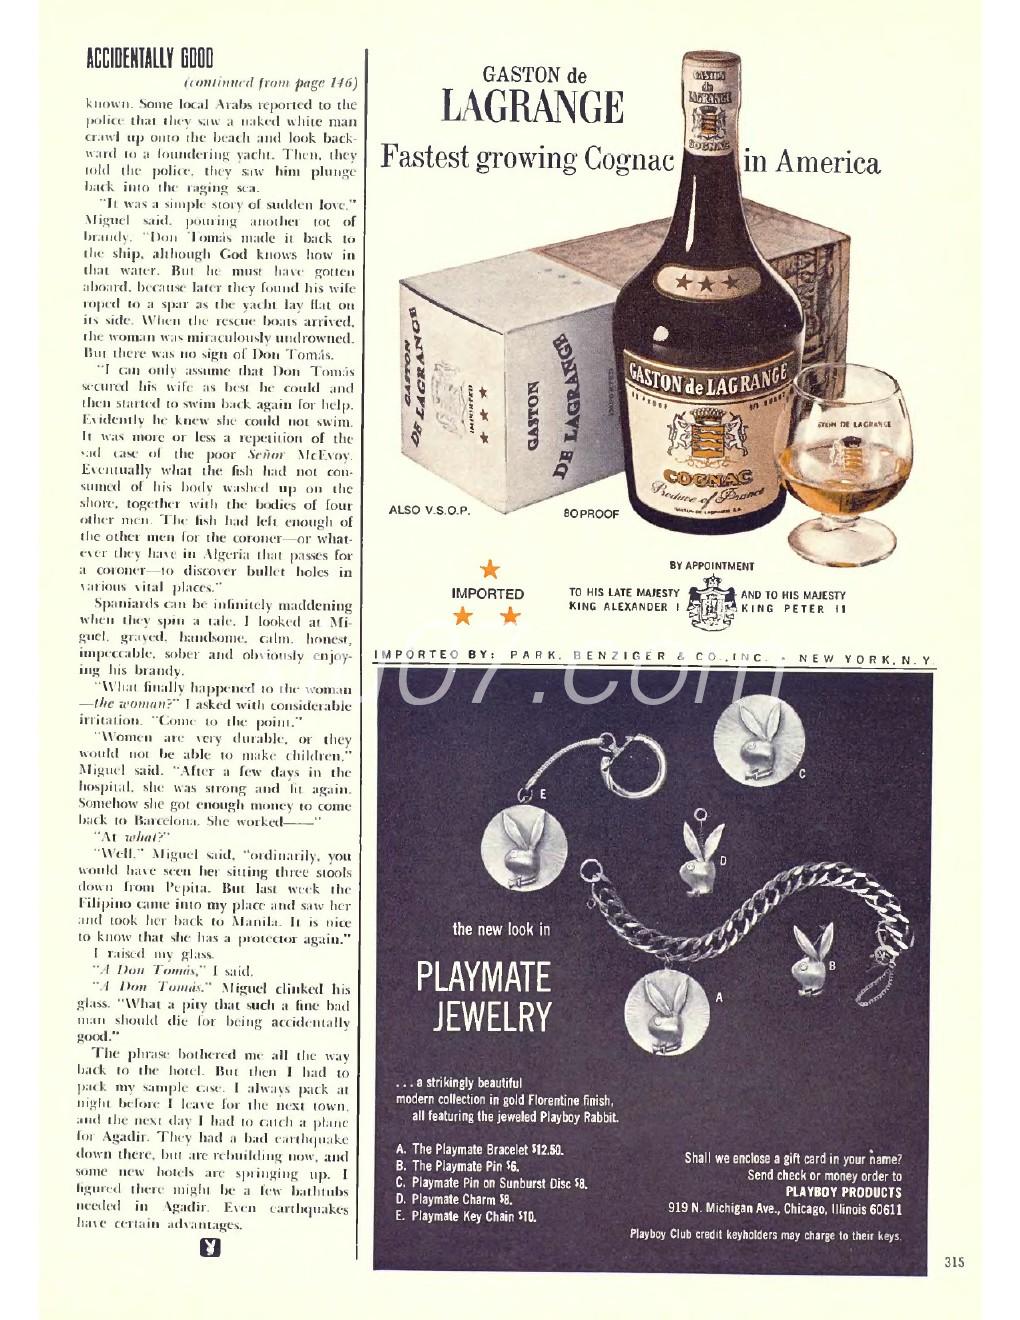 ACCIDENTALLY GOOD
(continued from page 146)
known. Some local Arabs reported to the
police that they saw a naked white man
crawl up onto the beach and look back-
ward to a foundering yacht. Then, they
told the police, they saw him plunge
back into the raging sea.
"It was a simple story of sudden love,"
Miguel said, pouring another tot of
brandy. "Don Tomás made it back to
the ship, although God knows how in
that water. But he must have gotten
aboard, because later they found his wife
roped to a spar as the yacht lay flat on
its side. When the rescue boats arrived,
the woman was miraculously undrowned.
But there was no sign of Don Tomás.
"I can only assume that Don Tomás
secured his wife as best he could and
then started to swim back again for help.
Evidently he knew she could not swim.
It was more or less a repetition of the
sad case of the poor Señor McEvoy.
Eventually what the fish had not con-
sumed of his body washed up on the
shore, together with the bodies of four
other men. The fish had left enough of
the other men for the coroner—or what-
ever they have in Algeria that passes for
a coroner—to discover bullet holes in
various vital places."
Spaniards can be infinitely maddening
when they spin a tale. I looked at Mi-
guel, grayed, handsome, calm, honest,
impeccable, sober and obviously enjoy-
ing his brandy.
"What finally happened to the woman
—the woman?" I asked with considerable
irritation. "Come to the point."
"Women are very durable, or they
would not be able to make children,"
Miguel said. "After a few days in the
hospital, she was strong and fit again.
Somehow she got enough money to come
back to Barcelona. She worked——"
"At what?"
"Well," Miguel said, "ordinarily, you
would have seen her sitting three stools
down from Pepita. But last week the
Filipino came into my place and saw her
and took her back to Manila. It is nice
to know that she has a protector again."
I raised my glass.
"A Don Tomás," I said.
"A Don Tomás." Miguel clinked his
glass. "What a pity that such a fine bad
man should die for being accidentally
good."
The phrase bothered me all the way
back to the hotel. But then I had to
pack my sample case. I always pack at
night before I leave for the next town,
and the next day I had to catch a plane
for Agadir. They had a bad earthquake
down there, but are rebuilding now, and
some new hotels are springing up. I
figured there might be a few bathtubs
needed in Agadir. Even earthquakes
have certain advantages.
GASTON de
LAGRANGE
Fastest growing Cognac in America
GASTON
de
LAGRANGE
COGNAC
GASTON
DE LAGRANGE
IMPORTED
GASTON
DE LAGRANGE
IMPORTED
GASTON de LAGRANGE
COGNAC
Produce of France
DE LAGRANGE
ALSO V.S.O.P.
80 PROOF
IMPORTED
BY APPOINTMENT
TO HIS LATE MAJESTY
KING ALEXANDER I
AND TO HIS MAJESTY
KING PETER II
IMPORTED BY: PARK, BENZIGER & CO., INC. - NEW YORK, N.Y.
C
E
D
B
A
the new look in
PLAYMATE
JEWELRY
. . . a strikingly beautiful
modern collection in gold Florentine finish,
all featuring the jeweled Playboy Rabbit.
A. The Playmate Bracelet $12.50.
B. The Playmate Pin $6.
C. Playmate Pin on Sunburst Disc $8.
D. Playmate Charm $8.
E. Playmate Key Chain $10.
Shall we enclose a gift card in your name?
Send check or money order to
PLAYBOY PRODUCTS
919 N. Michigan Ave., Chicago, Illinois 60611
Playboy Club credit keyholders may charge to their keys.
315